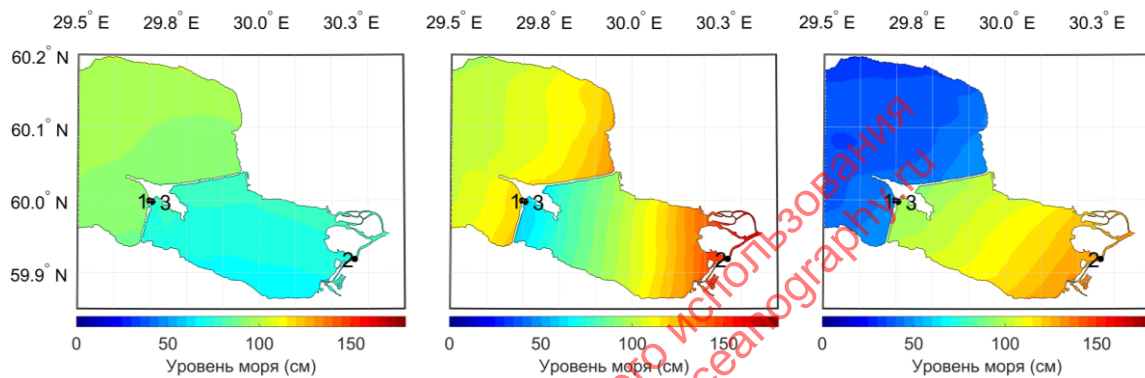 29.5° E 29.8° E 30.0° E 30.3° E 29.5° E 29.8° E 30.0° E 30.3° E 29.5° E 29.8° E 30.0° E 30.3° E
60.2° N
60.1° N
60.0° N
59.9° N
1 3
2
1 3
2
1 3
2
0 50 100 150 0 50 100 150 0 50 100 150
Уровень моря (см) Уровень моря (см) Уровень моря (см)
ого использования
oceanography.ru